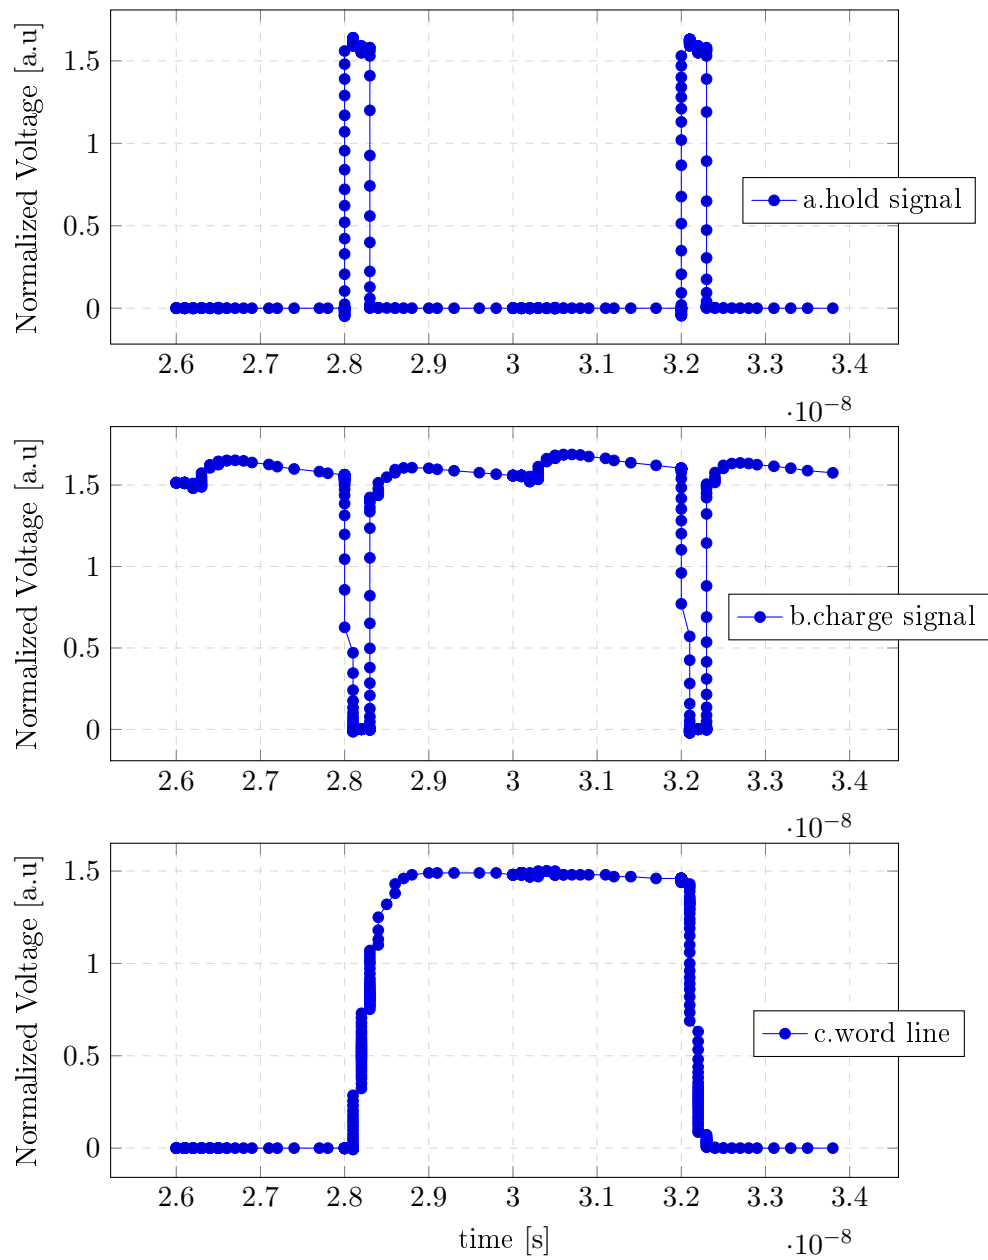 Normalized Voltage [a.u]
1.5
1
0.5
0
a.hold signal
2.6 2.7 2.8 2.9 3 3.1 3.2 3.3 3.4
·10⁻⁸
Normalized Voltage [a.u]
1.5
1
0.5
0
b.charge signal
2.6 2.7 2.8 2.9 3 3.1 3.2 3.3 3.4
·10⁻⁸
Normalized Voltage [a.u]
1.5
1
0.5
0
c.word line
2.6 2.7 2.8 2.9 3 3.1 3.2 3.3 3.4
time [s]
·10⁻⁸